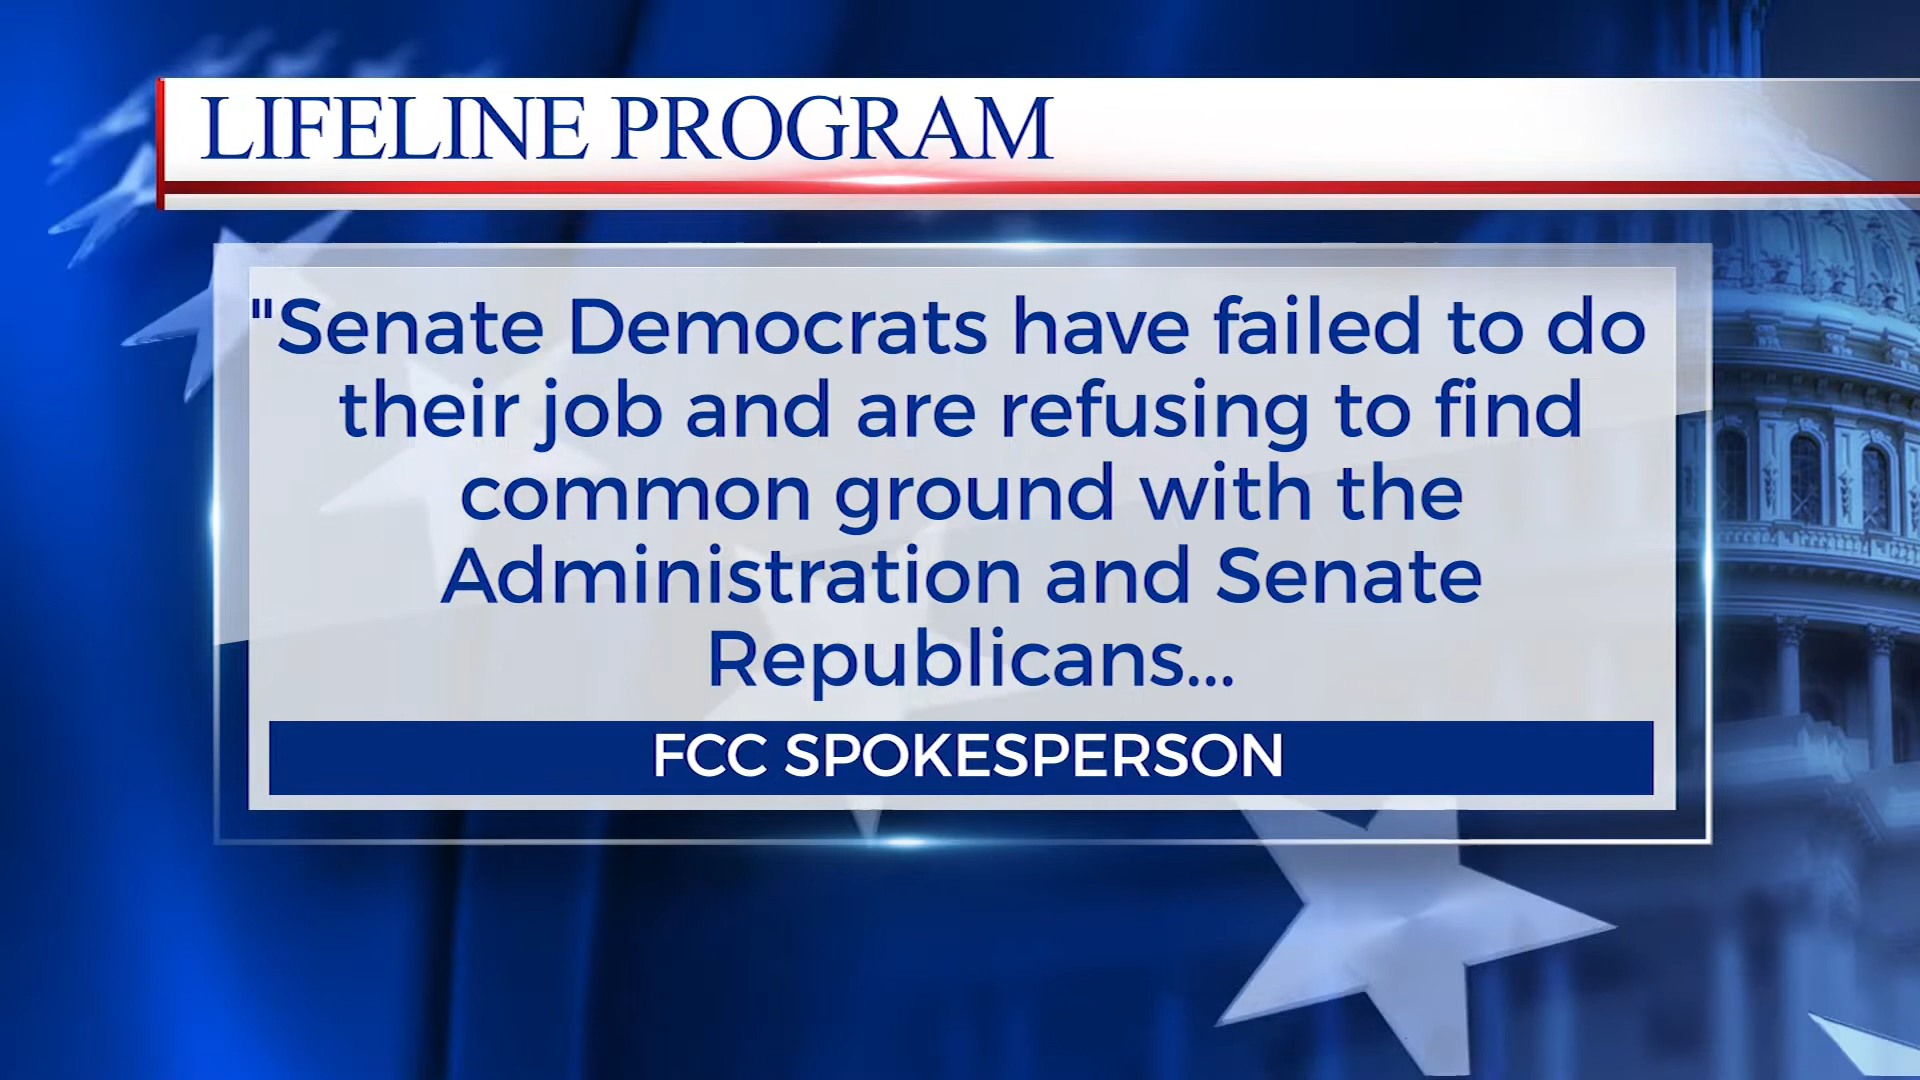 LIFELINE PROGRAM
"Senate Democrats have failed to do
their job and are refusing to find
common ground with the
Administration and Senate
Republicans...
FCC SPOKESPERSON